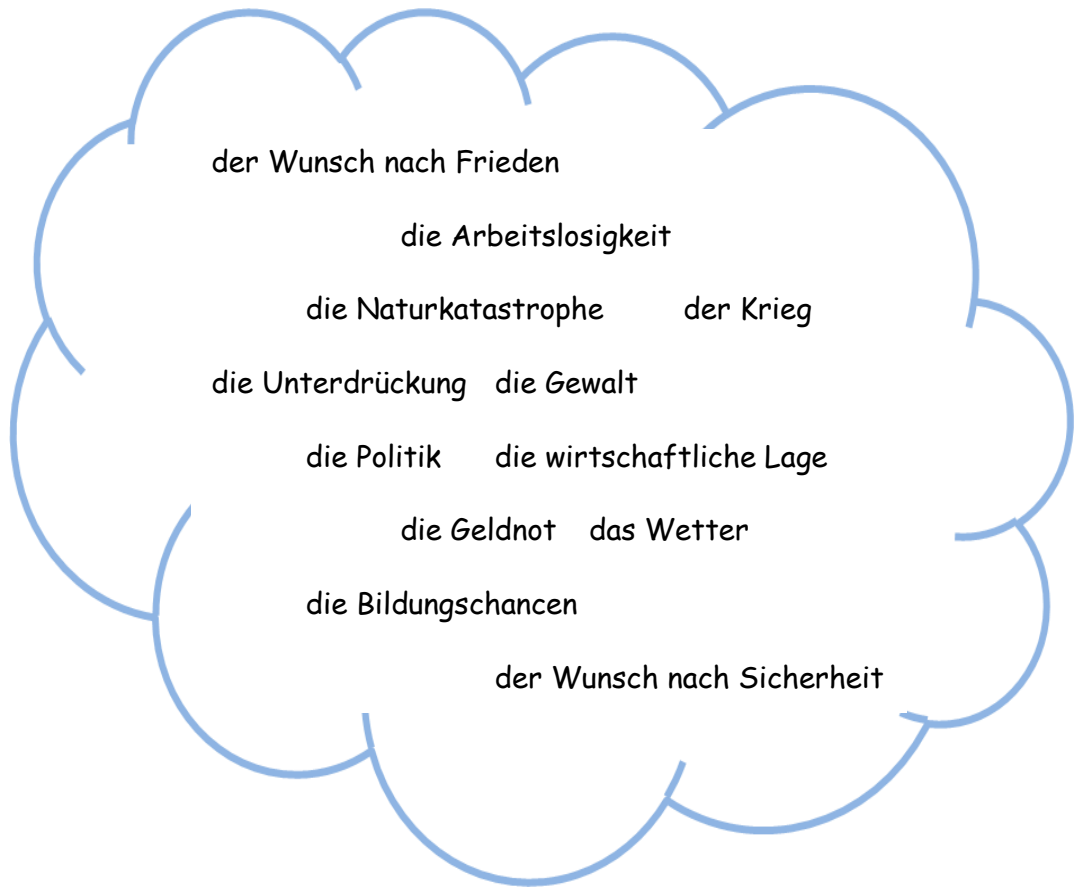 der Wunsch nach Frieden
die Arbeitslosigkeit
die Naturkatastrophe der Krieg
die Unterdrückung die Gewalt
die Politik die wirtschaftliche Lage
die Geldnot das Wetter
die Bildungschancen
der Wunsch nach Sicherheit